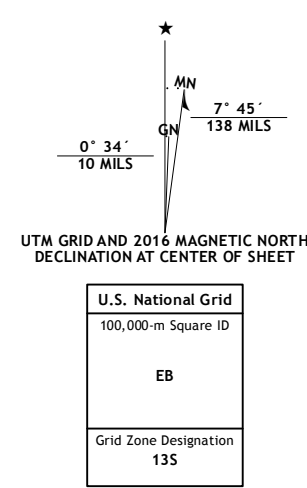 ★
MN
7° 45´
138 MILS
GN
0° 34´
10 MILS
UTM GRID AND 2016 MAGNETIC NORTH
DECLINATION AT CENTER OF SHEET
U.S. National Grid
100,000-m Square ID
EB
Grid Zone Designation
13S